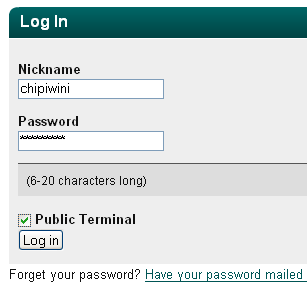 Log In
Nickname
chipiwini
Password
**********
(6-20 characters long)
Public Terminal
Log in
Forget your password? Have your password mailed